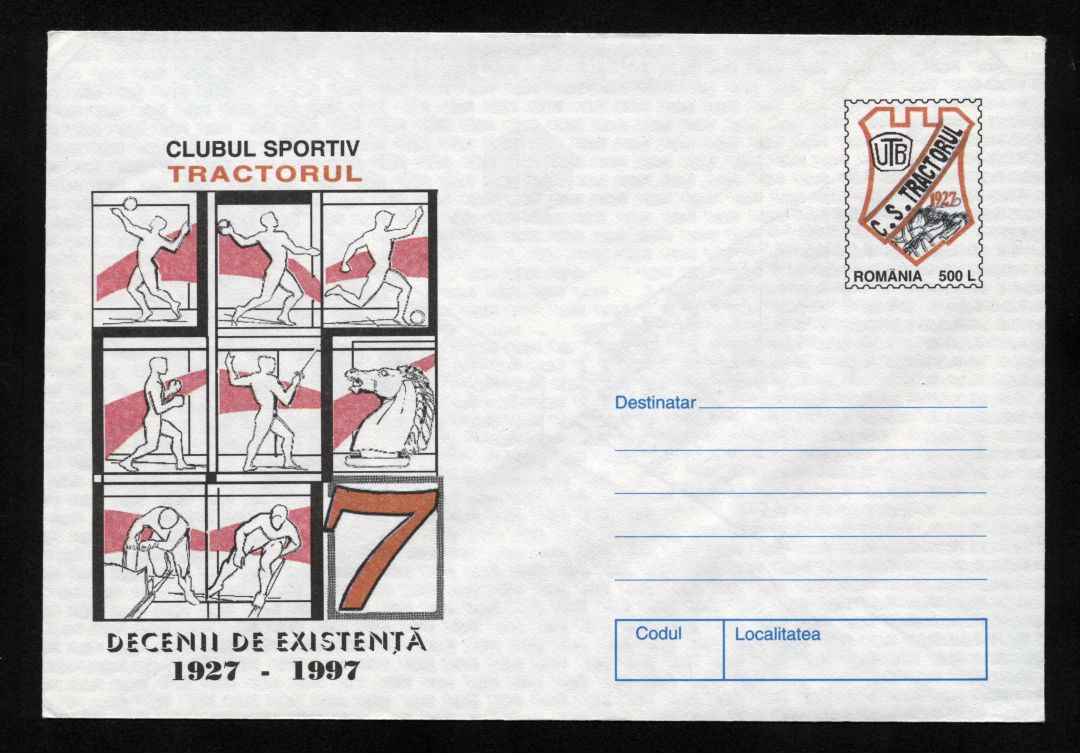 CLUBUL SPORTIV
TRACTORUL
7
DECENII DE EXISTENȚĂ
1927 - 1997
UTB
C. S. TRACTORUL
1927
ROMÂNIA 500 L
Destinatar
Codul
Localitatea